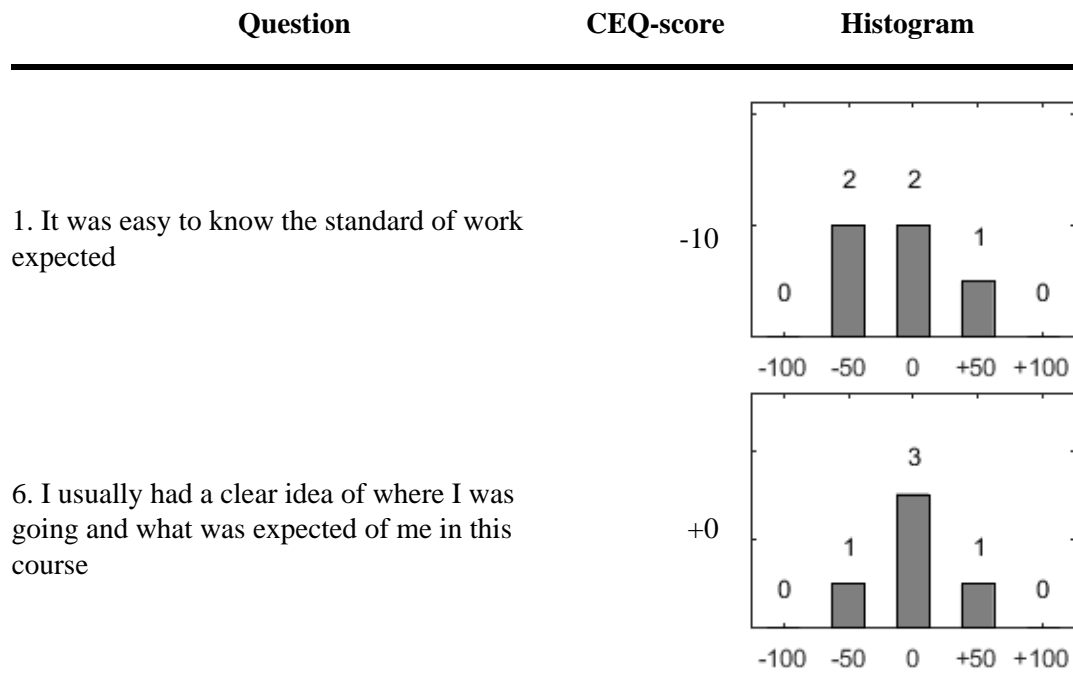 Question CEQ-score Histogram
1. It was easy to know the standard of work
expected
-10
2 2
1
0 0
-100 -50 0 +50 +100
6. I usually had a clear idea of where I was
going and what was expected of me in this
course
+0
3
1 1
0 0
-100 -50 0 +50 +100